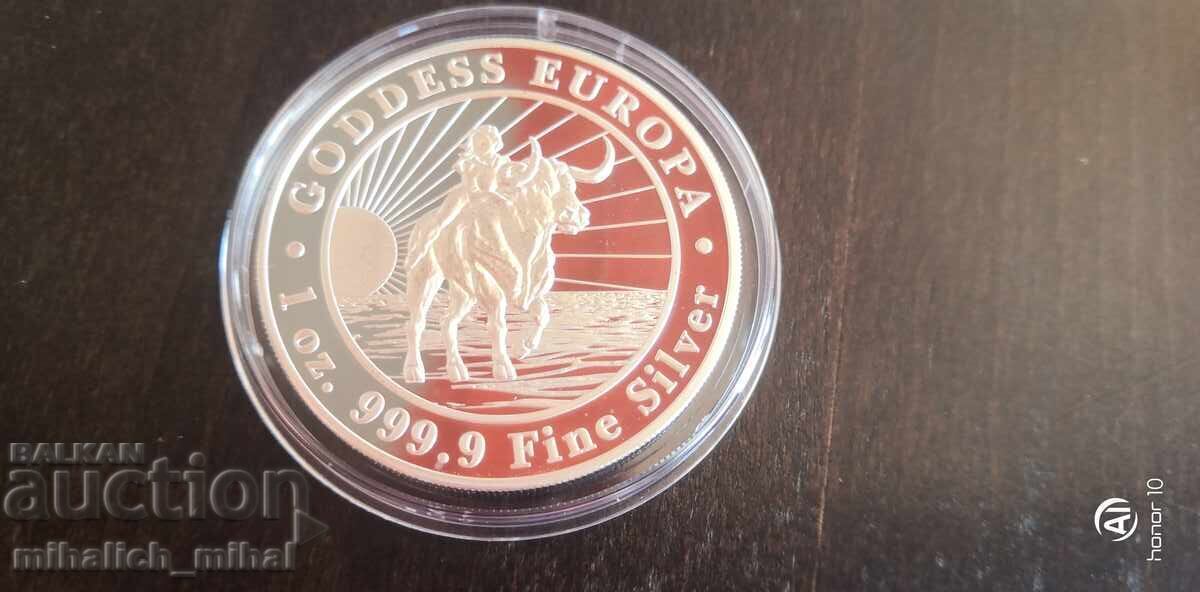 GODDESS EUROPA
1 oz. 999.9 Fine Silver
BALKAN
auction
mihalich_mihal
AI
honor 10